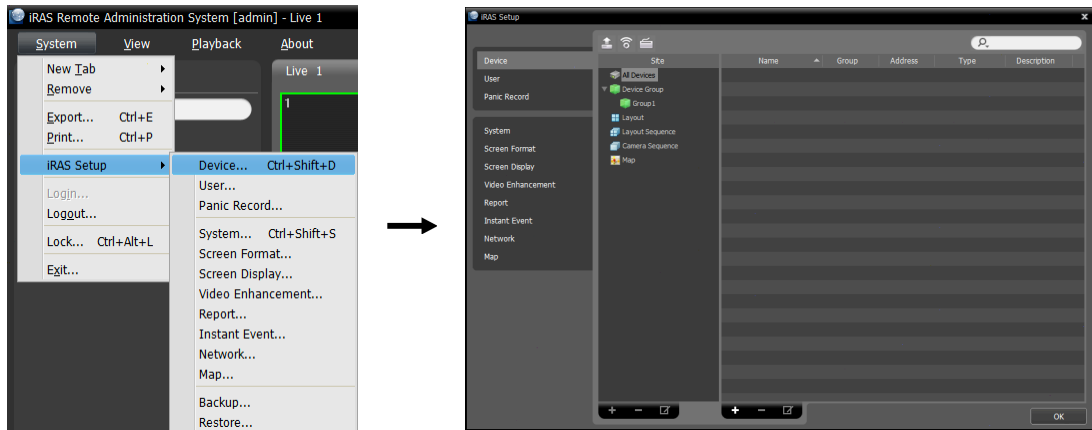 iRAS Remote Administration System [admin] - Live 1
System View Playback About
New Tab
Remove
Export... Ctrl+E
Print... Ctrl+P
iRAS Setup
Login...
Logout...
Lock... Ctrl+Alt+L
Exit...
Live 1
1
Device... Ctrl+Shift+D
User...
Panic Record...
System... Ctrl+Shift+S
Screen Format...
Screen Display...
Video Enhancement...
Report...
Instant Event...
Network...
Map...
Backup...
Restore...
iRAS Setup
Device
User
Panic Record
System
Screen Format
Screen Display
Video Enhancement
Report
Instant Event
Network
Map
Site
All Devices
Device Group
Group1
Layout
Layout Sequence
Camera Sequence
Map
Name Group Address Type Description
OK